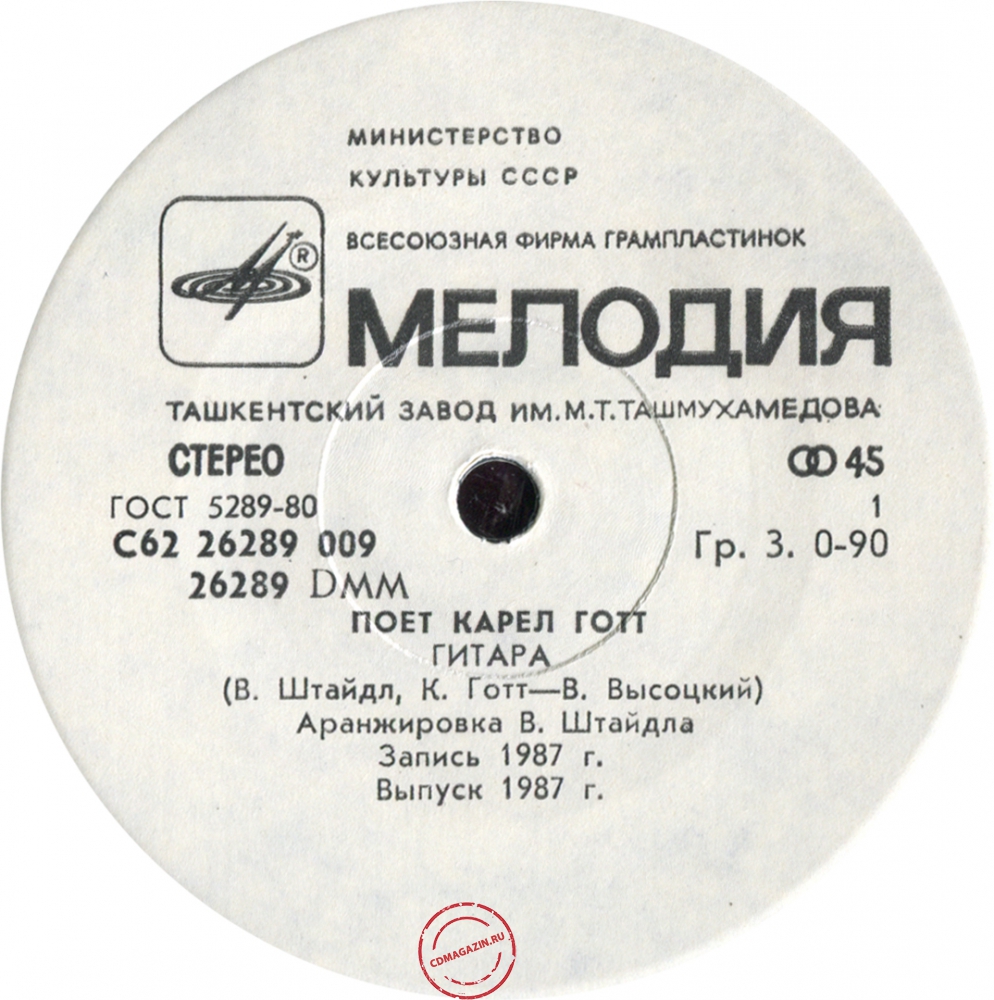 МИНИСТЕРСТВО
КУЛЬТУРЫ СССР
ВСЕСОЮЗНАЯ ФИРМА ГРАМПЛАСТИНОК
®
МЕЛОДИЯ
ТАШКЕНТСКИЙ ЗАВОД ИМ.М.Т.ТАШМУХАМЕДОВА
СТЕРЕО
45
ГОСТ 5289-80
1
С62 26289 009
Гр. 3. 0-90
26289 DMM
ПОЕТ КАРЕЛ ГОТТ
ГИТАРА
(В. Штайдл, К. Готт—В. Высоцкий)
Аранжировка В. Штайдла
Запись 1987 г.
Выпуск 1987 г.
CDMAGAZIN.RU